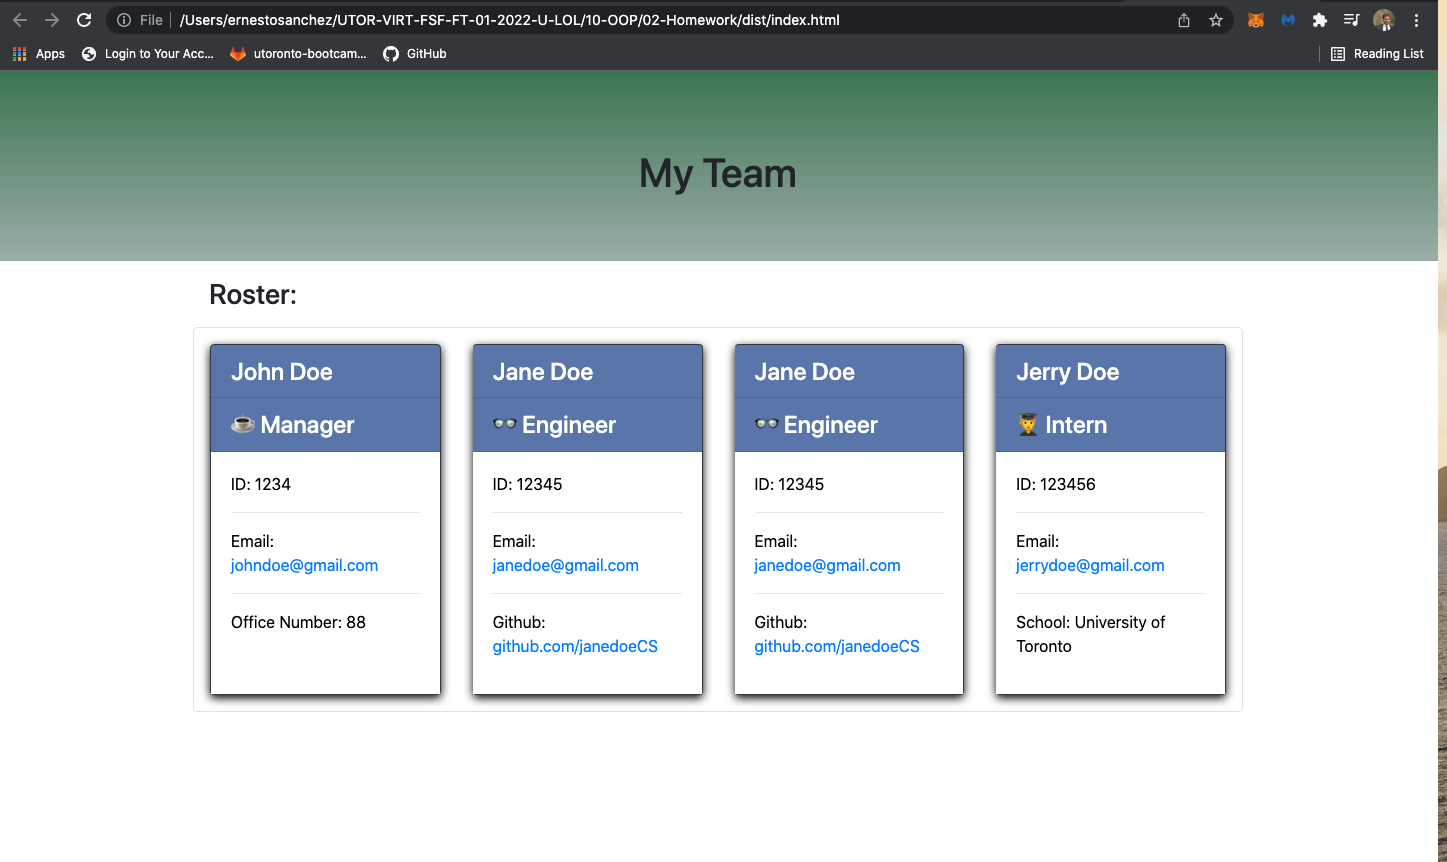 File /Users/ernestosanchez/UTOR-VIRT-FSF-FT-01-2022-U-LOL/10-OOP/02-Homework/dist/index.html
Apps Login to Your Acc... utoronto-bootcam... GitHub Reading List
My Team
Roster:
John Doe
☕ Manager
ID: 1234
Email:
johndoe@gmail.com
Office Number: 88
Jane Doe
👓 Engineer
ID: 12345
Email:
janedoe@gmail.com
Github:
github.com/janedoeCS
Jane Doe
👓 Engineer
ID: 12345
Email:
janedoe@gmail.com
Github:
github.com/janedoeCS
Jerry Doe
👨‍🎓 Intern
ID: 123456
Email:
jerrydoe@gmail.com
School: University of
Toronto